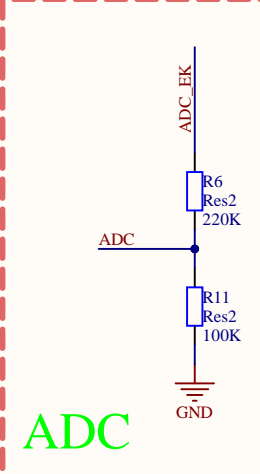 ADC_EK
R6
Res2
220K
ADC
R11
Res2
100K
GND
ADC